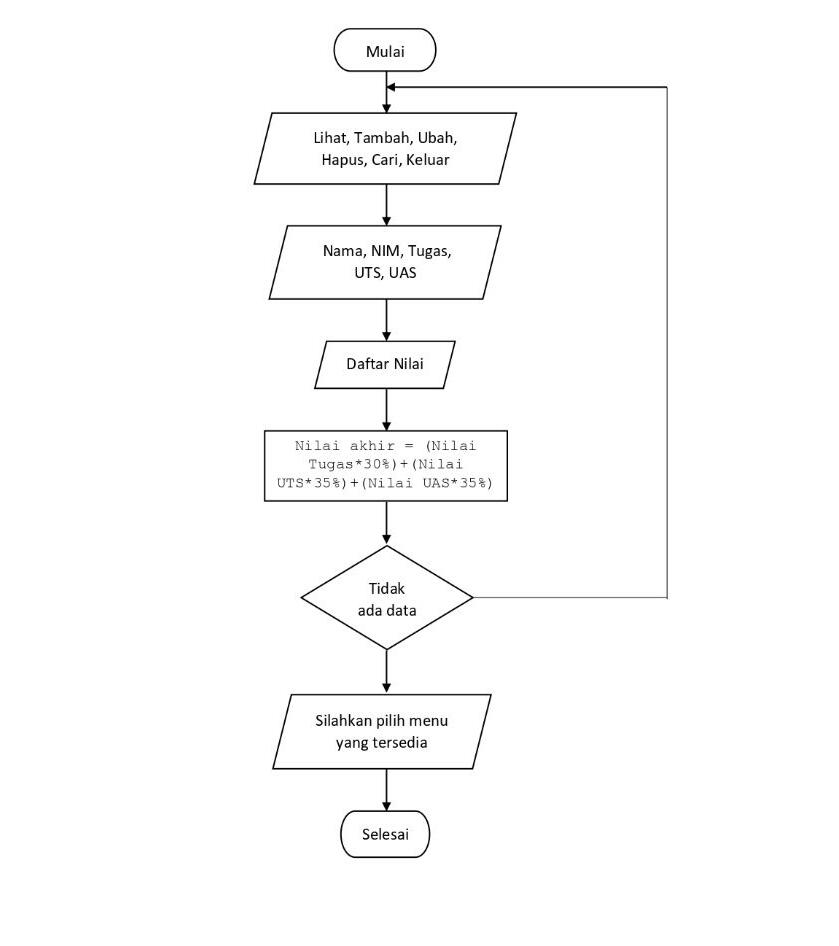 Mulai
Lihat, Tambah, Ubah,
Hapus, Cari, Keluar
Nama, NIM, Tugas,
UTS, UAS
Daftar Nilai
Nilai akhir = (Nilai
Tugas*30%)+(Nilai
UTS*35%)+(Nilai UAS*35%)
Tidak
ada data
Silahkan pilih menu
yang tersedia
Selesai